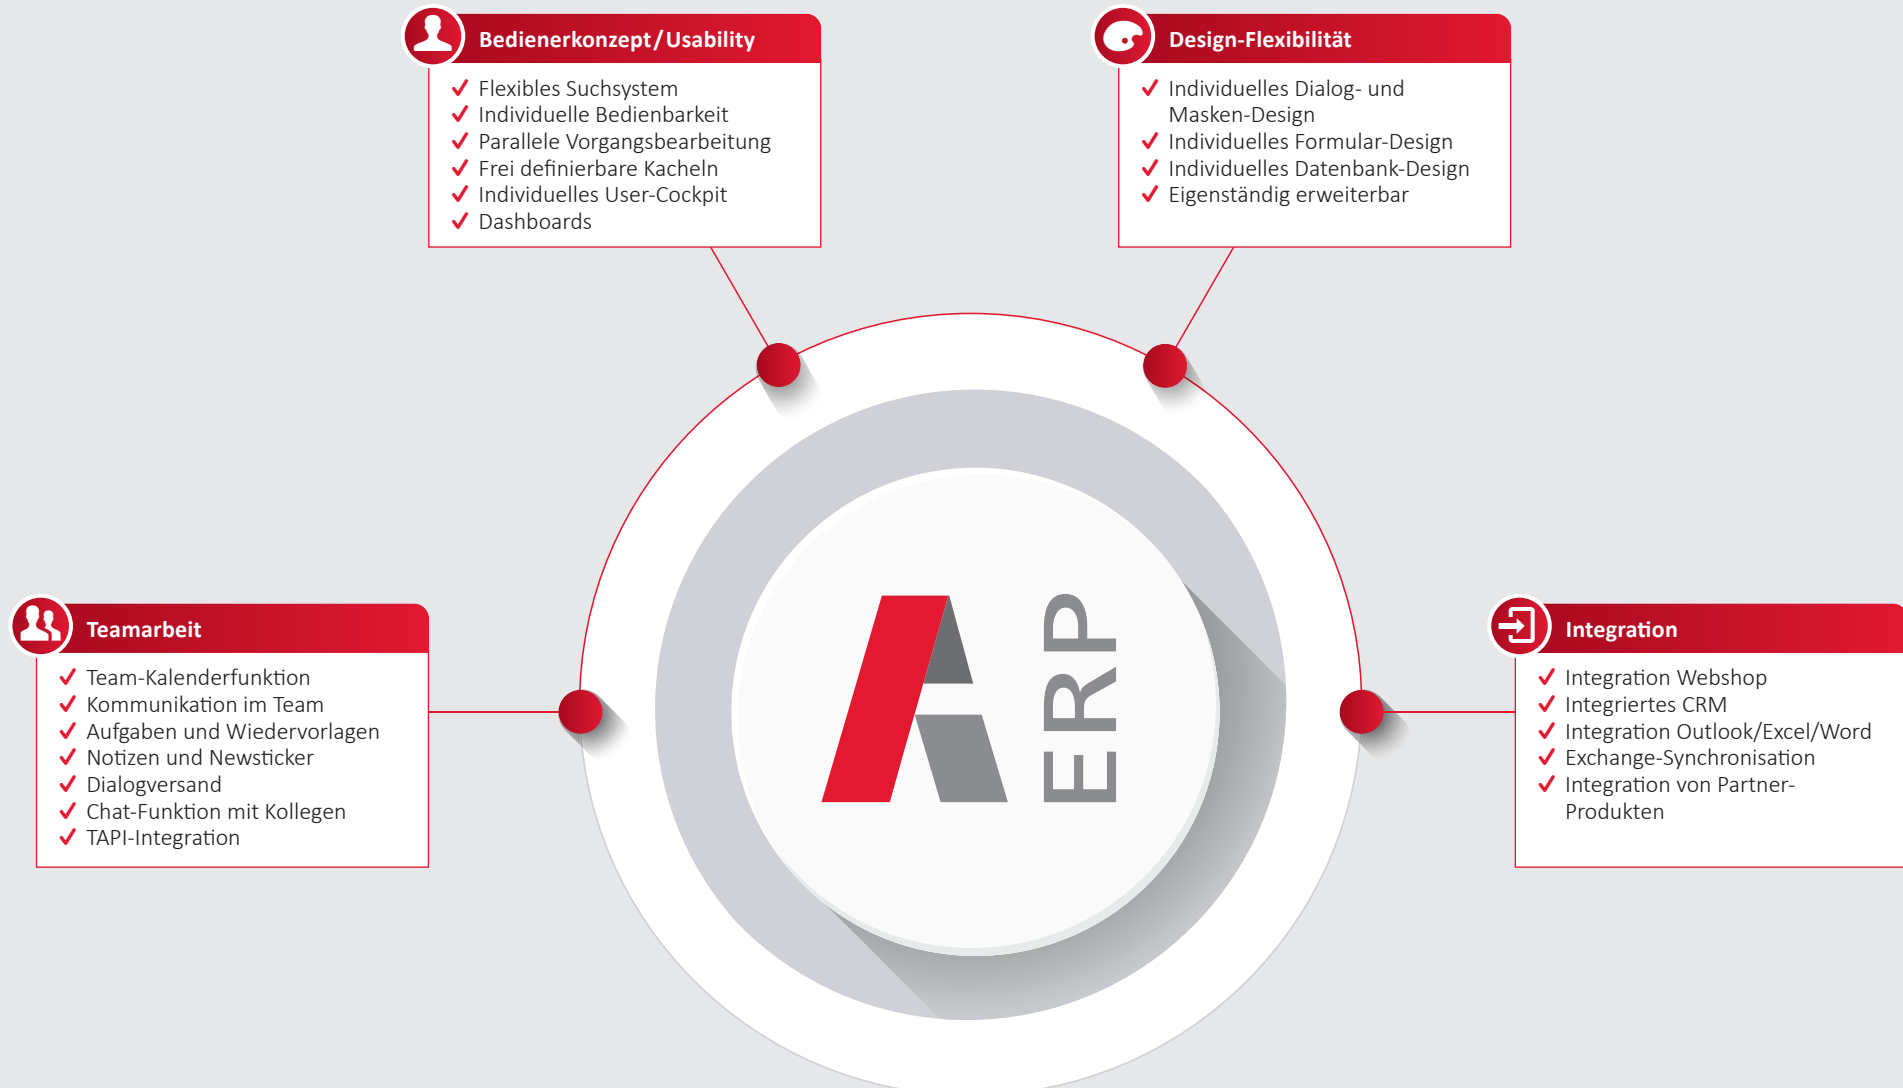 Bedienerkonzept / Usability
✓ Flexibles Suchsystem
✓ Individuelle Bedienbarkeit
✓ Parallele Vorgangsbearbeitung
✓ Frei definierbare Kacheln
✓ Individuelles User-Cockpit
✓ Dashboards
Design-Flexibilität
✓ Individuelles Dialog- und
Masken-Design
✓ Individuelles Formular-Design
✓ Individuelles Datenbank-Design
✓ Eigenständig erweiterbar
Teamarbeit
✓ Team-Kalenderfunktion
✓ Kommunikation im Team
✓ Aufgaben und Wiedervorlagen
✓ Notizen und Newsticker
✓ Dialogversand
✓ Chat-Funktion mit Kollegen
✓ TAPI-Integration
A
ERP
Integration
✓ Integration Webshop
✓ Integriertes CRM
✓ Integration Outlook/Excel/Word
✓ Exchange-Synchronisation
✓ Integration von Partner-
Produkten